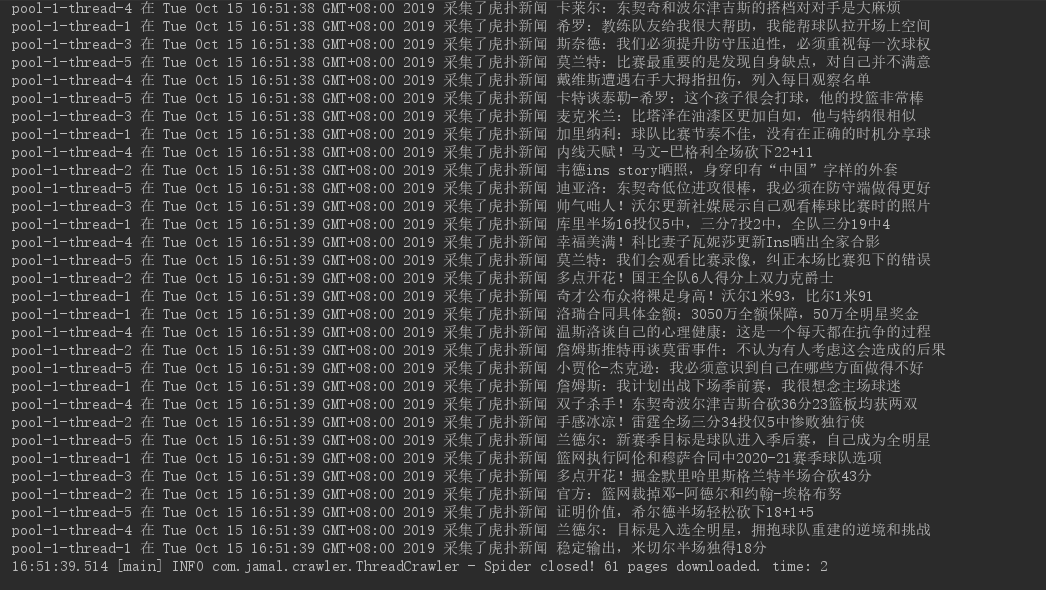 pool-1-thread-4 在 Tue Oct 15 16:51:38 GMT+08:00 2019 采集了虎扑新闻 卡莱尔：东契奇和波尔津吉斯的搭档对对手是大麻烦
pool-1-thread-1 在 Tue Oct 15 16:51:38 GMT+08:00 2019 采集了虎扑新闻 希罗：教练队友给我很大帮助，我能帮球队拉开场上空间
pool-1-thread-3 在 Tue Oct 15 16:51:38 GMT+08:00 2019 采集了虎扑新闻 斯奈德：我们必须提升防守压迫性，必须重视每一次球权
pool-1-thread-5 在 Tue Oct 15 16:51:38 GMT+08:00 2019 采集了虎扑新闻 莫兰特：比赛最重要的是发现自身缺点，对自己并不满意
pool-1-thread-4 在 Tue Oct 15 16:51:38 GMT+08:00 2019 采集了虎扑新闻 戴维斯遭遇右手大拇指扭伤，列入每日观察名单
pool-1-thread-5 在 Tue Oct 15 16:51:38 GMT+08:00 2019 采集了虎扑新闻 卡特谈泰勒-希罗：这个孩子很会打球，他的投篮非常棒
pool-1-thread-3 在 Tue Oct 15 16:51:38 GMT+08:00 2019 采集了虎扑新闻 麦克米兰：比塔泽在油漆区更加自如，他与特纳很相似
pool-1-thread-1 在 Tue Oct 15 16:51:38 GMT+08:00 2019 采集了虎扑新闻 加里纳利：球队比赛节奏不佳，没有在正确的时机分享球
pool-1-thread-4 在 Tue Oct 15 16:51:38 GMT+08:00 2019 采集了虎扑新闻 内线天赋！马文-巴格利全场砍下22+11
pool-1-thread-2 在 Tue Oct 15 16:51:38 GMT+08:00 2019 采集了虎扑新闻 韦德ins story晒照，身穿印有“中国”字样的外套
pool-1-thread-5 在 Tue Oct 15 16:51:38 GMT+08:00 2019 采集了虎扑新闻 迪亚洛：东契奇低位进攻很棒，我必须在防守端做得更好
pool-1-thread-3 在 Tue Oct 15 16:51:39 GMT+08:00 2019 采集了虎扑新闻 帅气咄人！沃尔更新社媒展示自己观看棒球比赛时的照片
pool-1-thread-1 在 Tue Oct 15 16:51:39 GMT+08:00 2019 采集了虎扑新闻 库里半场16投仅5中，三分7投2中，全队三分19中4
pool-1-thread-4 在 Tue Oct 15 16:51:39 GMT+08:00 2019 采集了虎扑新闻 幸福美满！科比妻子瓦妮莎更新Ins晒出全家合影
pool-1-thread-5 在 Tue Oct 15 16:51:39 GMT+08:00 2019 采集了虎扑新闻 莫兰特：我们会观看比赛录像，纠正本场比赛犯下的错误
pool-1-thread-2 在 Tue Oct 15 16:51:39 GMT+08:00 2019 采集了虎扑新闻 多点开花！国王全队6人得分上双力克爵士
pool-1-thread-1 在 Tue Oct 15 16:51:39 GMT+08:00 2019 采集了虎扑新闻 奇才公布众将裸足身高！沃尔1米93，比尔1米91
pool-1-thread-1 在 Tue Oct 15 16:51:39 GMT+08:00 2019 采集了虎扑新闻 洛瑞合同具体金额：3050万全额保障，50万全明星奖金
pool-1-thread-4 在 Tue Oct 15 16:51:39 GMT+08:00 2019 采集了虎扑新闻 温斯洛谈自己的心理健康：这是一个每天都在抗争的过程
pool-1-thread-2 在 Tue Oct 15 16:51:39 GMT+08:00 2019 采集了虎扑新闻 詹姆斯推特再谈莫雷事件：不认为有人考虑这会造成的后果
pool-1-thread-5 在 Tue Oct 15 16:51:39 GMT+08:00 2019 采集了虎扑新闻 小贾伦-杰克逊：我必须意识到自己在哪些方面做得不好
pool-1-thread-1 在 Tue Oct 15 16:51:39 GMT+08:00 2019 采集了虎扑新闻 詹姆斯：我计划出战下场季前赛，我很想念主场球迷
pool-1-thread-4 在 Tue Oct 15 16:51:39 GMT+08:00 2019 采集了虎扑新闻 双子杀手！东契奇波尔津吉斯合砍36分23篮板均获两双
pool-1-thread-2 在 Tue Oct 15 16:51:39 GMT+08:00 2019 采集了虎扑新闻 手感冰凉！雷霆全场三分34投仅5中惨败独行侠
pool-1-thread-5 在 Tue Oct 15 16:51:39 GMT+08:00 2019 采集了虎扑新闻 兰德尔：新赛季目标是球队进入季后赛，自己成为全明星
pool-1-thread-1 在 Tue Oct 15 16:51:39 GMT+08:00 2019 采集了虎扑新闻 篮网执行阿伦和穆萨合同中2020-21赛季球队选项
pool-1-thread-3 在 Tue Oct 15 16:51:39 GMT+08:00 2019 采集了虎扑新闻 多点开花！掘金默里哈里斯格兰特半场合砍43分
pool-1-thread-2 在 Tue Oct 15 16:51:39 GMT+08:00 2019 采集了虎扑新闻 官方：篮网裁掉邓-阿德尔和约翰-埃格布努
pool-1-thread-5 在 Tue Oct 15 16:51:39 GMT+08:00 2019 采集了虎扑新闻 证明价值，希尔德半场轻松砍下18+1+5
pool-1-thread-4 在 Tue Oct 15 16:51:39 GMT+08:00 2019 采集了虎扑新闻 兰德尔：目标是入选全明星，拥抱球队重建的逆境和挑战
pool-1-thread-1 在 Tue Oct 15 16:51:39 GMT+08:00 2019 采集了虎扑新闻 稳定输出，米切尔半场独得18分
16:51:39.514 [main] INFO com.jamal.crawler.ThreadCrawler - Spider closed! 61 pages downloaded. time: 2